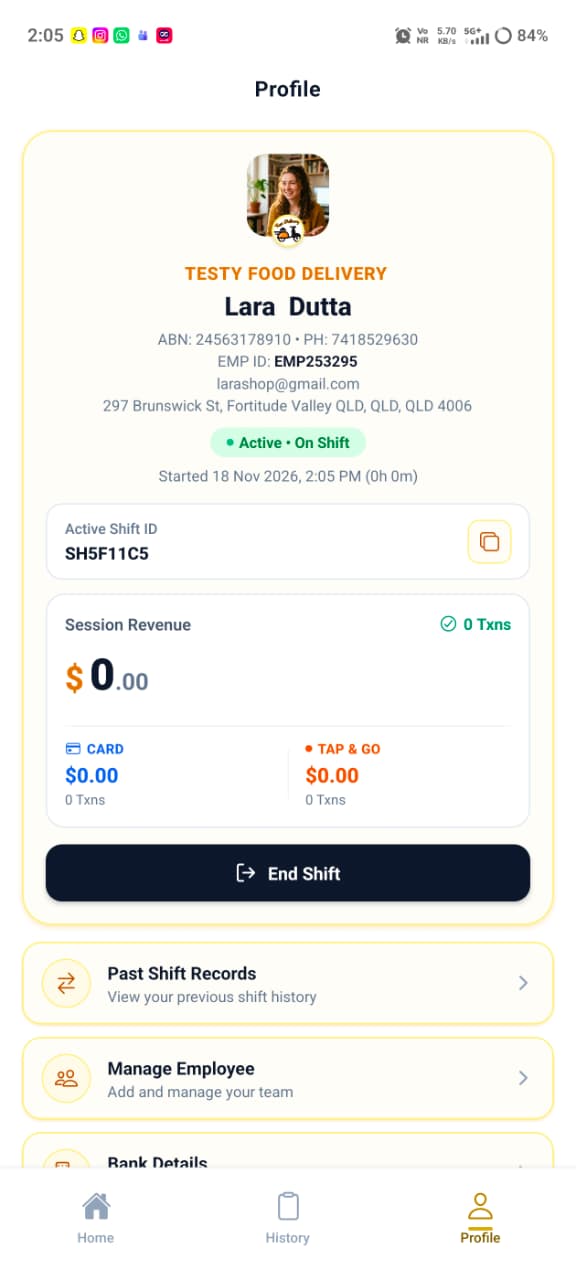 2:05
Vo NR 5.70 KB/s 5G+ 84%
Profile
TESTY FOOD DELIVERY
Lara Dutta
ABN: 24563178910 • PH: 7418529630
EMP ID: EMP253295
larashop@gmail.com
297 Brunswick St, Fortitude Valley QLD, QLD, QLD 4006
Active • On Shift
Started 18 Nov 2026, 2:05 PM (0h 0m)
Active Shift ID
SH5F11C5
Session Revenue
0 Txns
$0.00
CARD
$0.00
0 Txns
TAP & GO
$0.00
0 Txns
End Shift
Past Shift Records
View your previous shift history
Manage Employee
Add and manage your team
Bank Details
Home
History
Profile